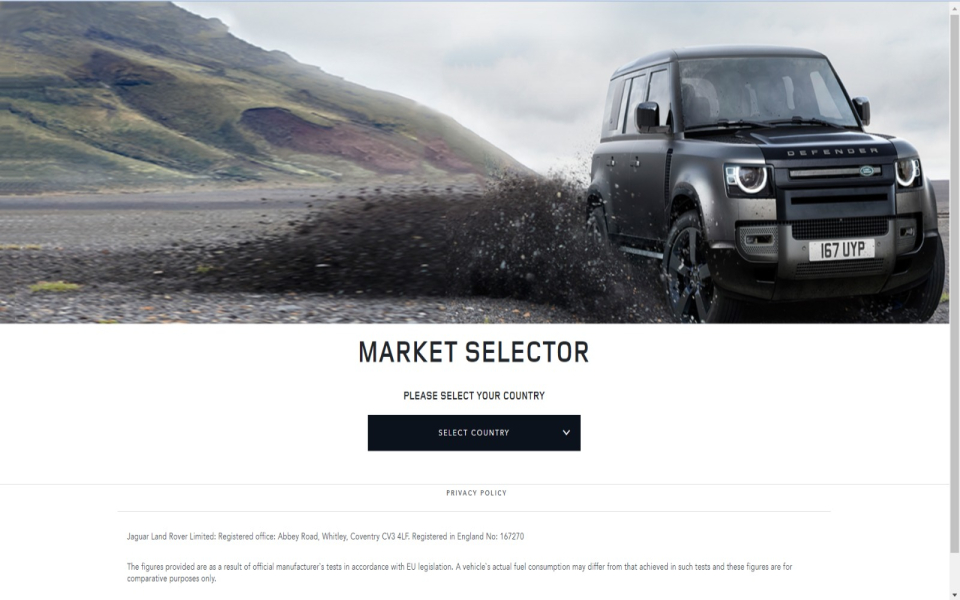 DEFENDER
167 UYP
MARKET SELECTOR
PLEASE SELECT YOUR COUNTRY
SELECT COUNTRY
PRIVACY POLICY
Jaguar Land Rover Limited: Registered office: Abbey Road, Whitley, Coventry CV3 4LF. Registered in England No: 167270
The figures provided are as a result of official manufacturer's tests in accordance with EU legislation. A vehicle's actual fuel consumption may differ from that achieved in such tests and these figures are for
comparative purposes only.